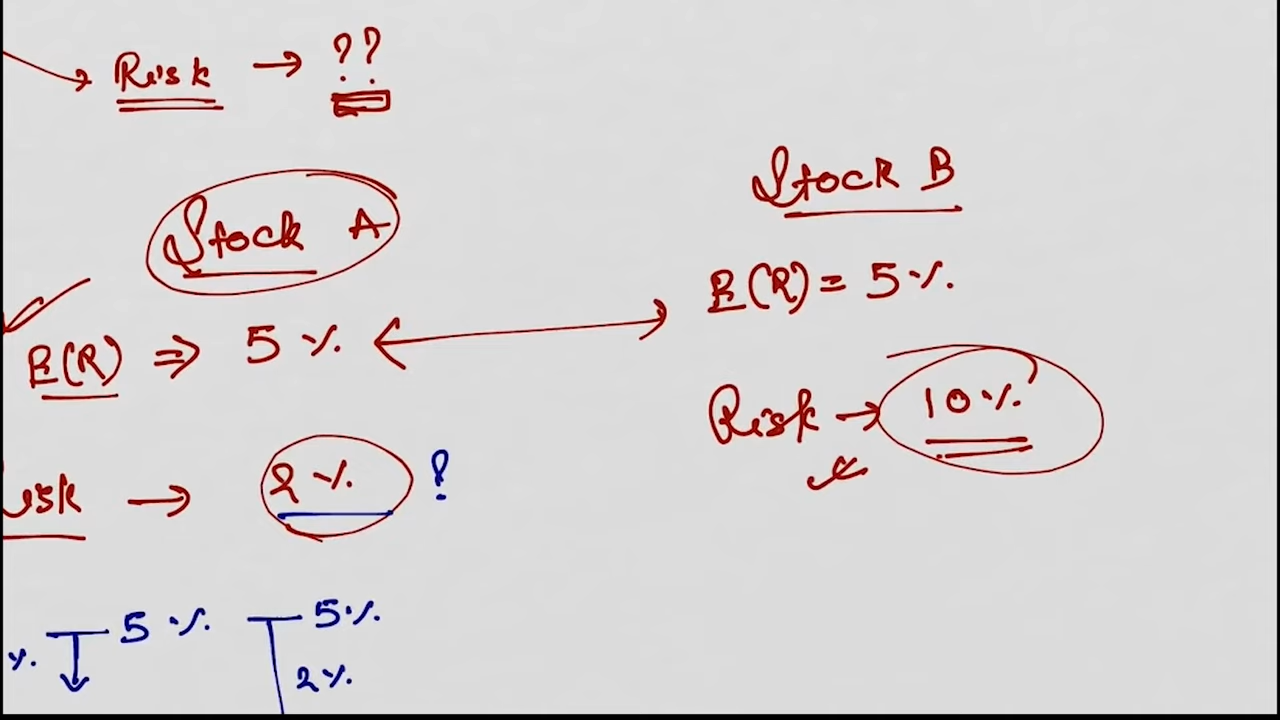 Risk → ??
Stock A
E(R) ⇒ 5 %
Risk → 2 % ?
5 %
5 %
%.
2 %
Stock B
E(R) = 5 %
Risk → 10 %